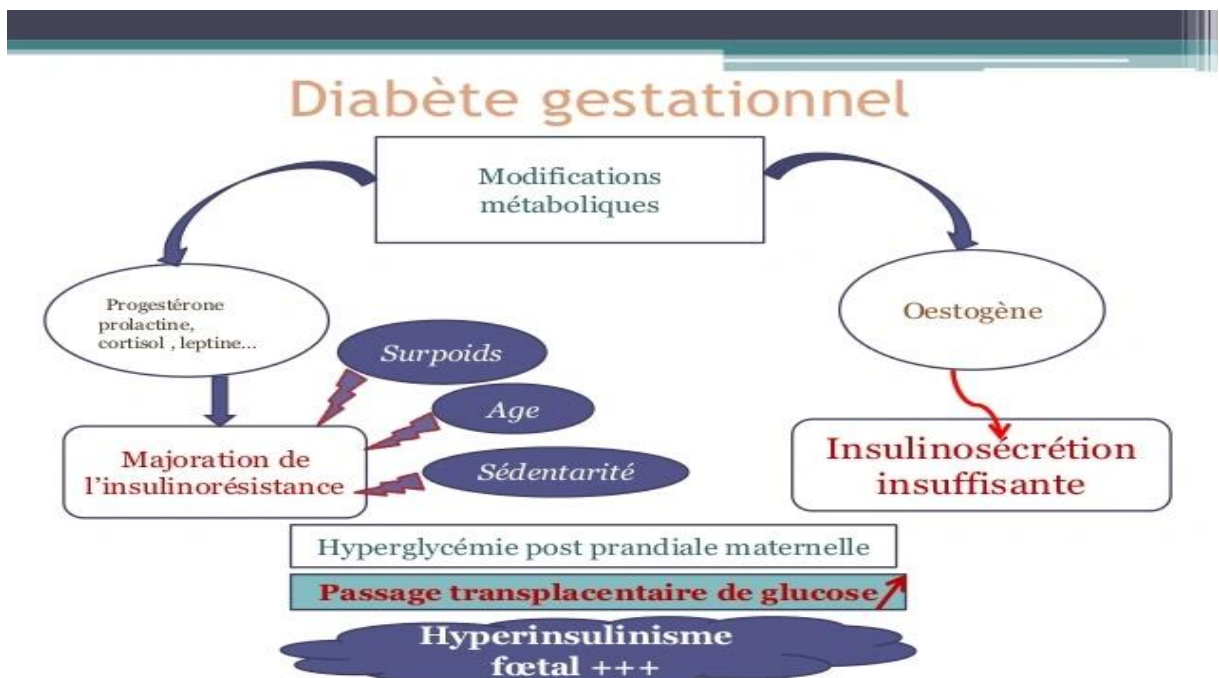 Diabète gestationnel
Modifications
métaboliques
Progestérone
prolactine,
cortisol , leptine...
Oestogène
Surpoids
Age
Sédentarité
Majoration de
l’insulinorésistance
Insulinosécrétion
insuffisante
Hyperglycémie post prandiale maternelle
Passage transplacentaire de glucose
Hyperinsulinisme
fœtal +++